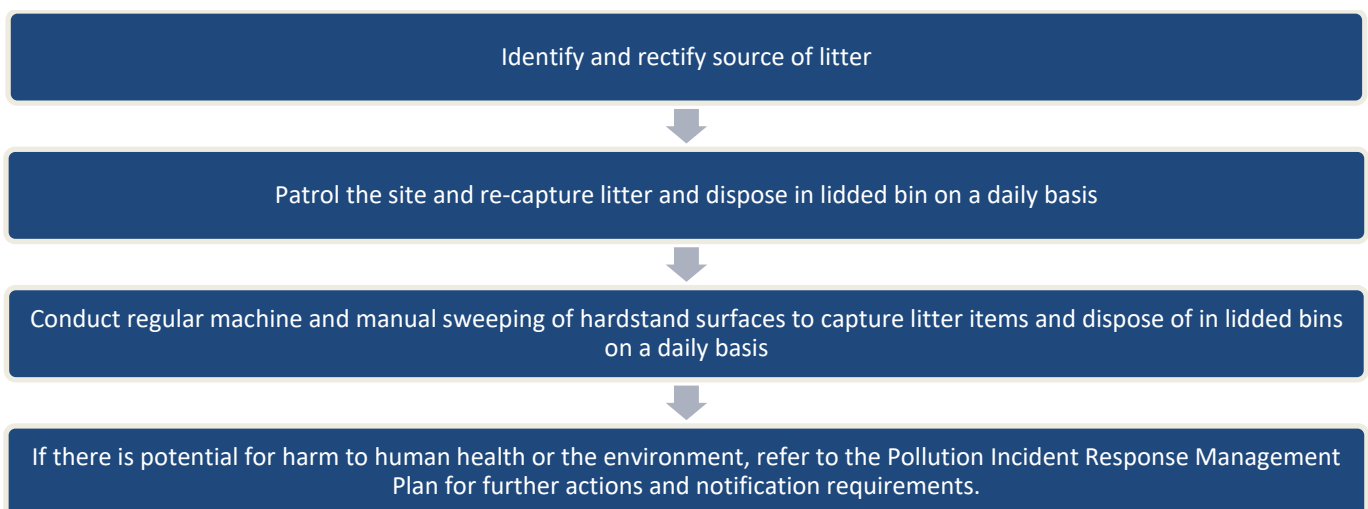 Identify and rectify source of litter
Patrol the site and re-capture litter and dispose in lidded bin on a daily basis
Conduct regular machine and manual sweeping of hardstand surfaces to capture litter items and dispose of in lidded bins
on a daily basis
If there is potential for harm to human health or the environment, refer to the Pollution Incident Response Management
Plan for further actions and notification requirements.